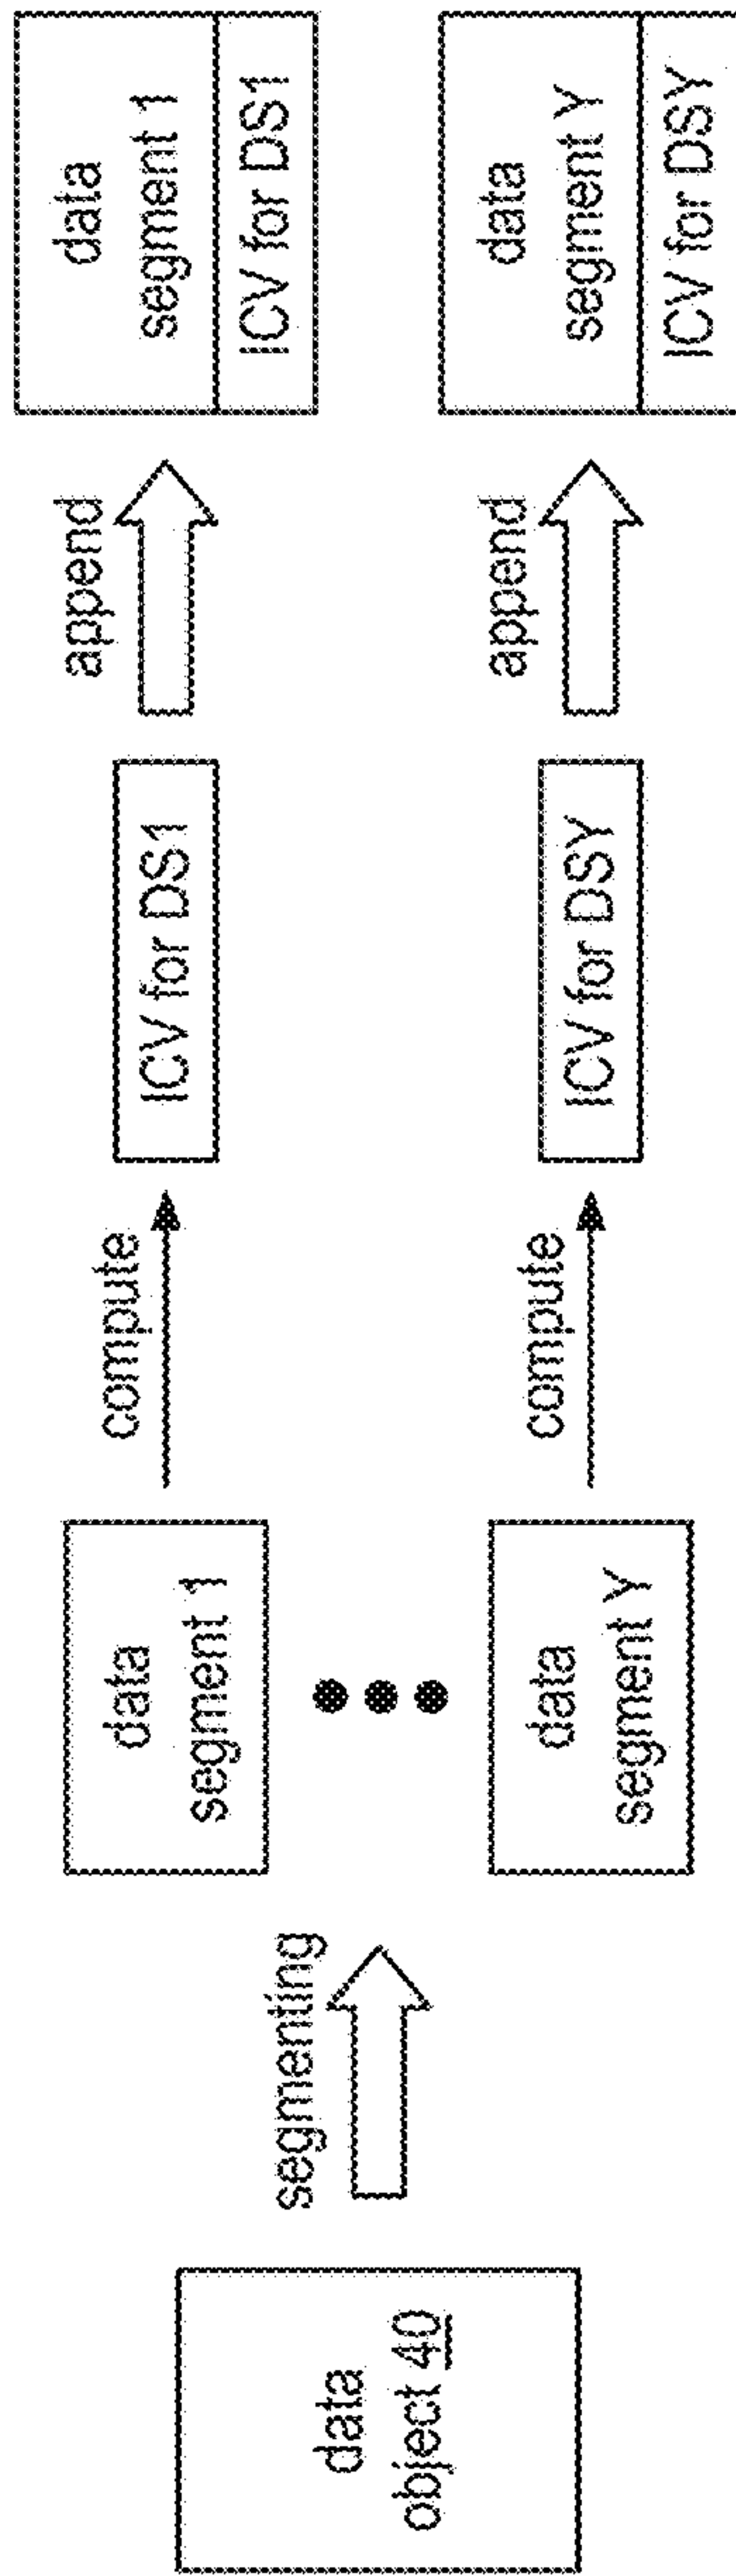 data
object 40
segmenting
data
segment 1
data
segment Y
compute
compute
ICV for DS1
ICV for DSY
append
append
data
segment 1
ICV for DS1
data
segment Y
ICV for DSY